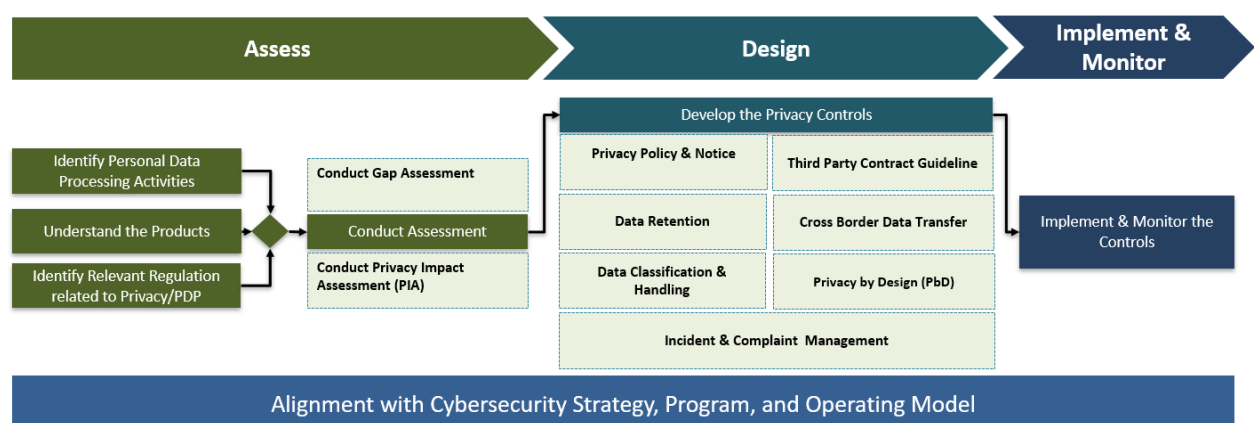 Assess
Design
Implement &
Monitor
Identify Personal Data
Processing Activities
Understand the Products
Identify Relevant Regulation
related to Privacy/PDP
Conduct Gap Assessment
Conduct Assessment
Conduct Privacy Impact
Assessment (PIA)
Develop the Privacy Controls
Privacy Policy & Notice
Third Party Contract Guideline
Data Retention
Cross Border Data Transfer
Data Classification &
Handling
Privacy by Design (PbD)
Incident & Complaint  Management
Implement & Monitor the
Controls
Alignment with Cybersecurity Strategy, Program, and Operating Model